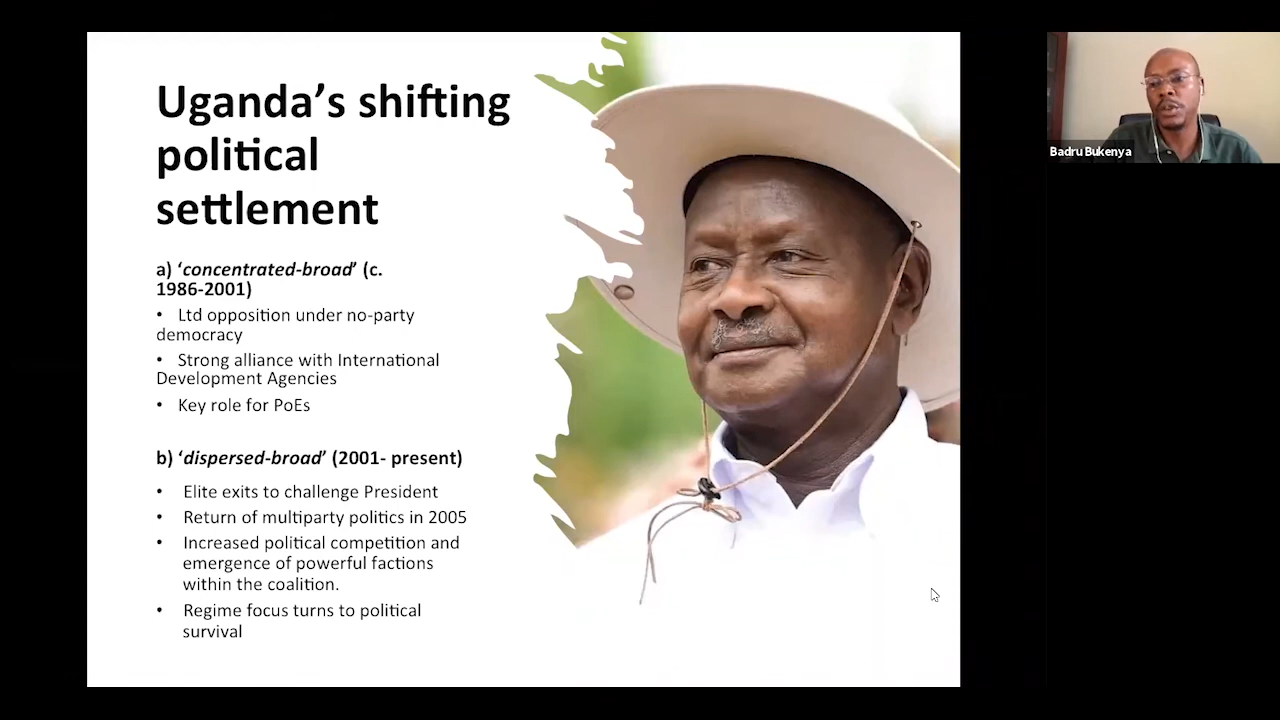 Uganda’s shifting
political
settlement
a) ‘concentrated-broad’ (c.
1986-2001)
• Ltd opposition under no-party
democracy
• Strong alliance with International
Development Agencies
• Key role for PoEs
b) ‘dispersed-broad’ (2001- present)
• Elite exits to challenge President
• Return of multiparty politics in 2005
• Increased political competition and
emergence of powerful factions
within the coalition.
• Regime focus turns to political
survival
Badru Bukenya